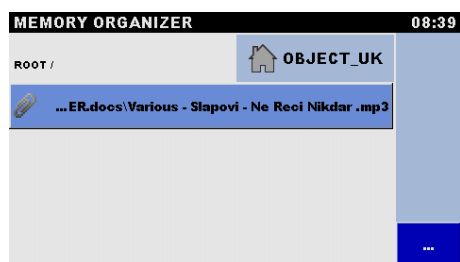 MEMORY ORGANIZER 08:39
ROOT / OBJECT_UK
...ER.docs\Various - Slapovi - Ne Reci Nikdar .mp3
...